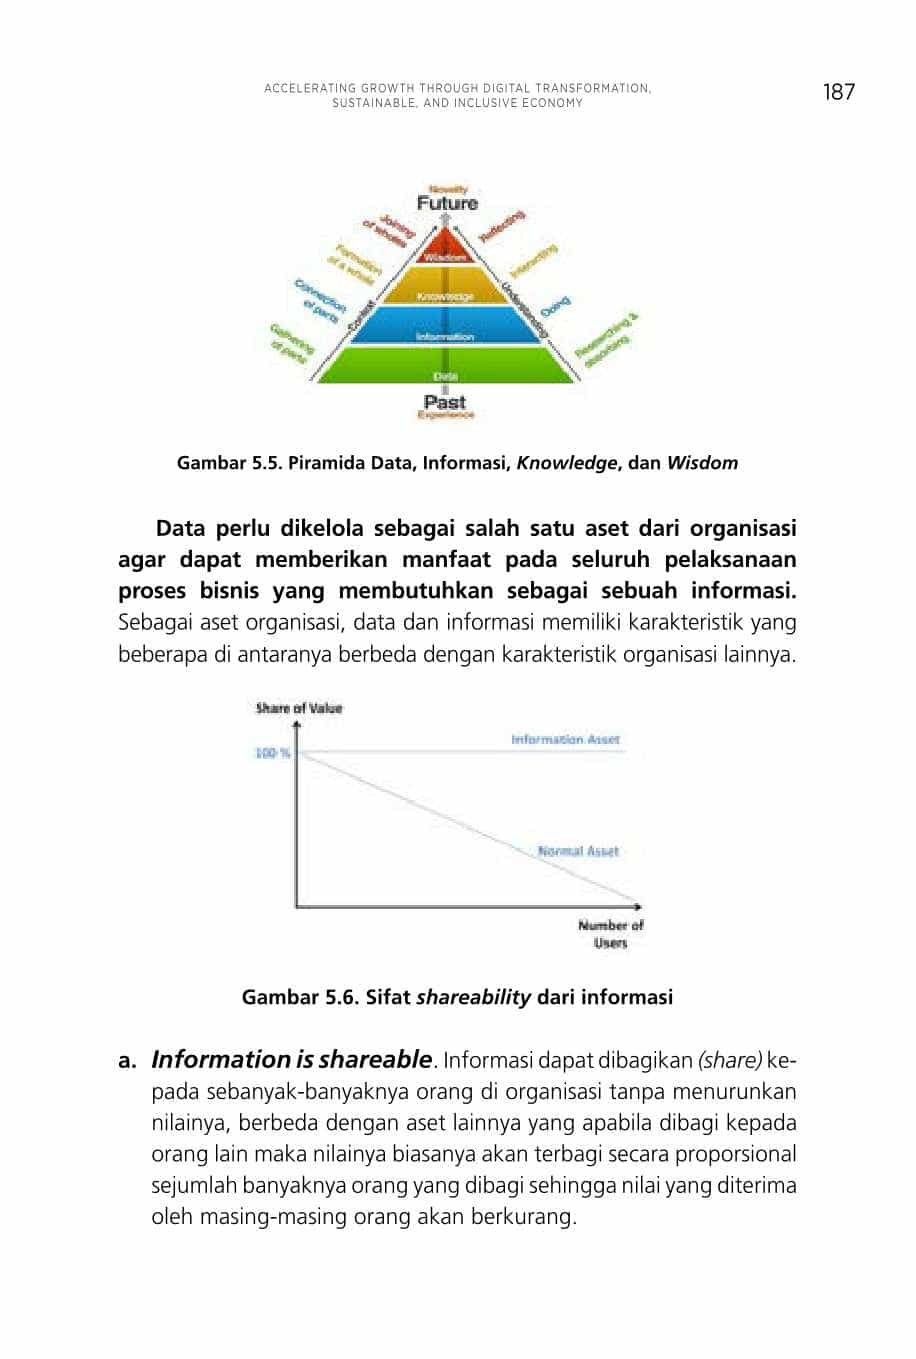 ACCELERATING GROWTH THROUGH DIGITAL TRANSFORMATION,
SUSTAINABLE, AND INCLUSIVE ECONOMY
187
Novelty
Future
Joining
of wholes
Reflecting
Formation
of a whole
Interacting
Wisdom
Connection
of parts
Knowledge
Doing
Context
Understanding
Gathering
of parts
Information
Researching &
absorbing
Data
Past
Experience
Gambar 5.5. Piramida Data, Informasi, Knowledge, dan Wisdom
Data perlu dikelola sebagai salah satu aset dari organisasi
agar dapat memberikan manfaat pada seluruh pelaksanaan
proses bisnis yang membutuhkan sebagai sebuah informasi.
Sebagai aset organisasi, data dan informasi memiliki karakteristik yang
beberapa di antaranya berbeda dengan karakteristik organisasi lainnya.
Share of Value
Information Asset
100 %
Normal Asset
Number of
Users
Gambar 5.6. Sifat shareability dari informasi
a. Information is shareable. Informasi dapat dibagikan (share) ke-
pada sebanyak-banyaknya orang di organisasi tanpa menurunkan
nilainya, berbeda dengan aset lainnya yang apabila dibagi kepada
orang lain maka nilainya biasanya akan terbagi secara proporsional
sejumlah banyaknya orang yang dibagi sehingga nilai yang diterima
oleh masing-masing orang akan berkurang.